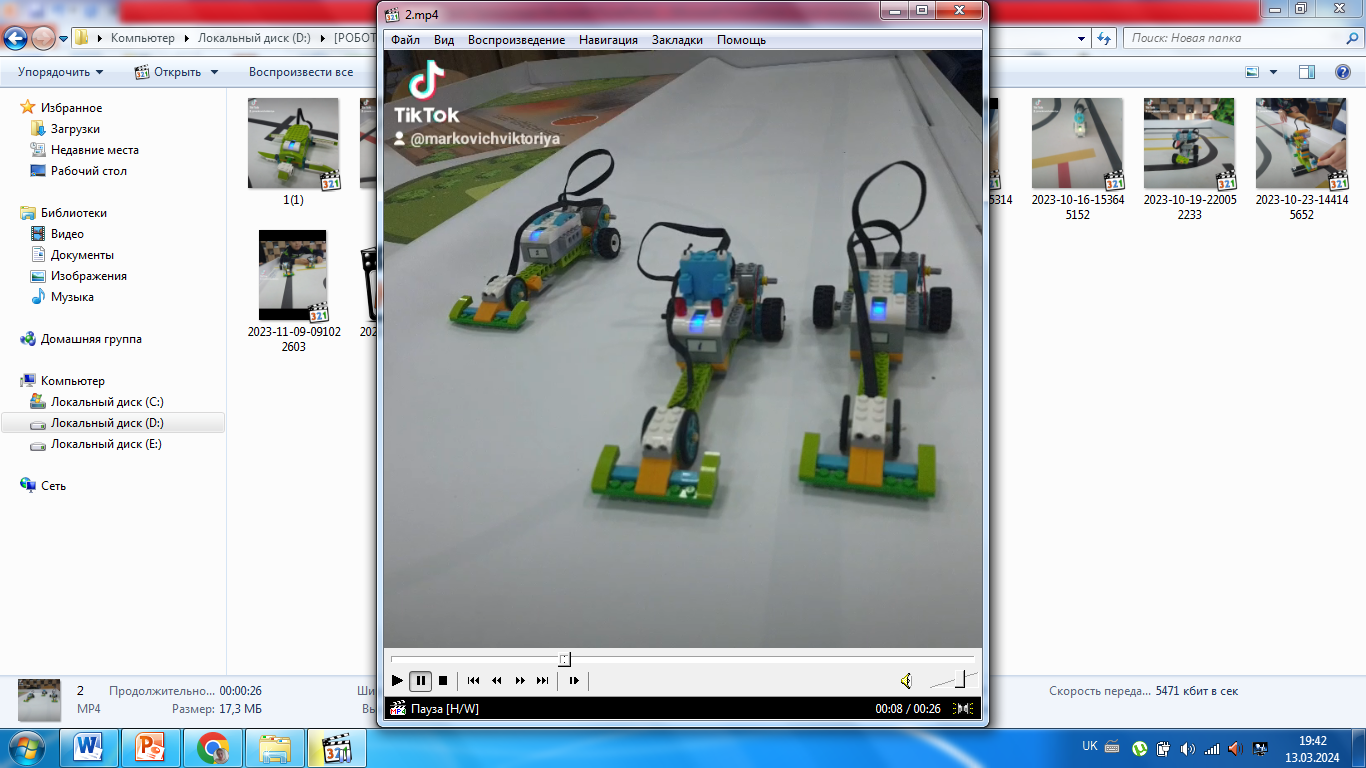 2.mp4
Файл Вид Воспроизведение Навигация Закладки Помощь
Компьютер Локальный диск (D:) [РОБОТ
Поиск: Новая папка
Упорядочить Открыть Воспроизвести все
Избранное
Загрузки
Недавние места
Рабочий стол
Библиотеки
Видео
Документы
Изображения
Музыка
Домашняя группа
Компьютер
Локальный диск (C:)
Локальный диск (D:)
Локальный диск (E:)
Сеть
1(1)
5314
2023-10-16-15364
5152
2023-10-19-22005
2233
2023-10-23-14414
5652
2023-11-09-09102
2603
202
TikTok
@markovichviktoriya
2 Продолжительно... 00:00:26
MP4 Размер: 17,3 МБ
Скорость переда... 5471 кбит в сек
Пауза [H/W]
00:08 / 00:26
UK
19:42
13.03.2024